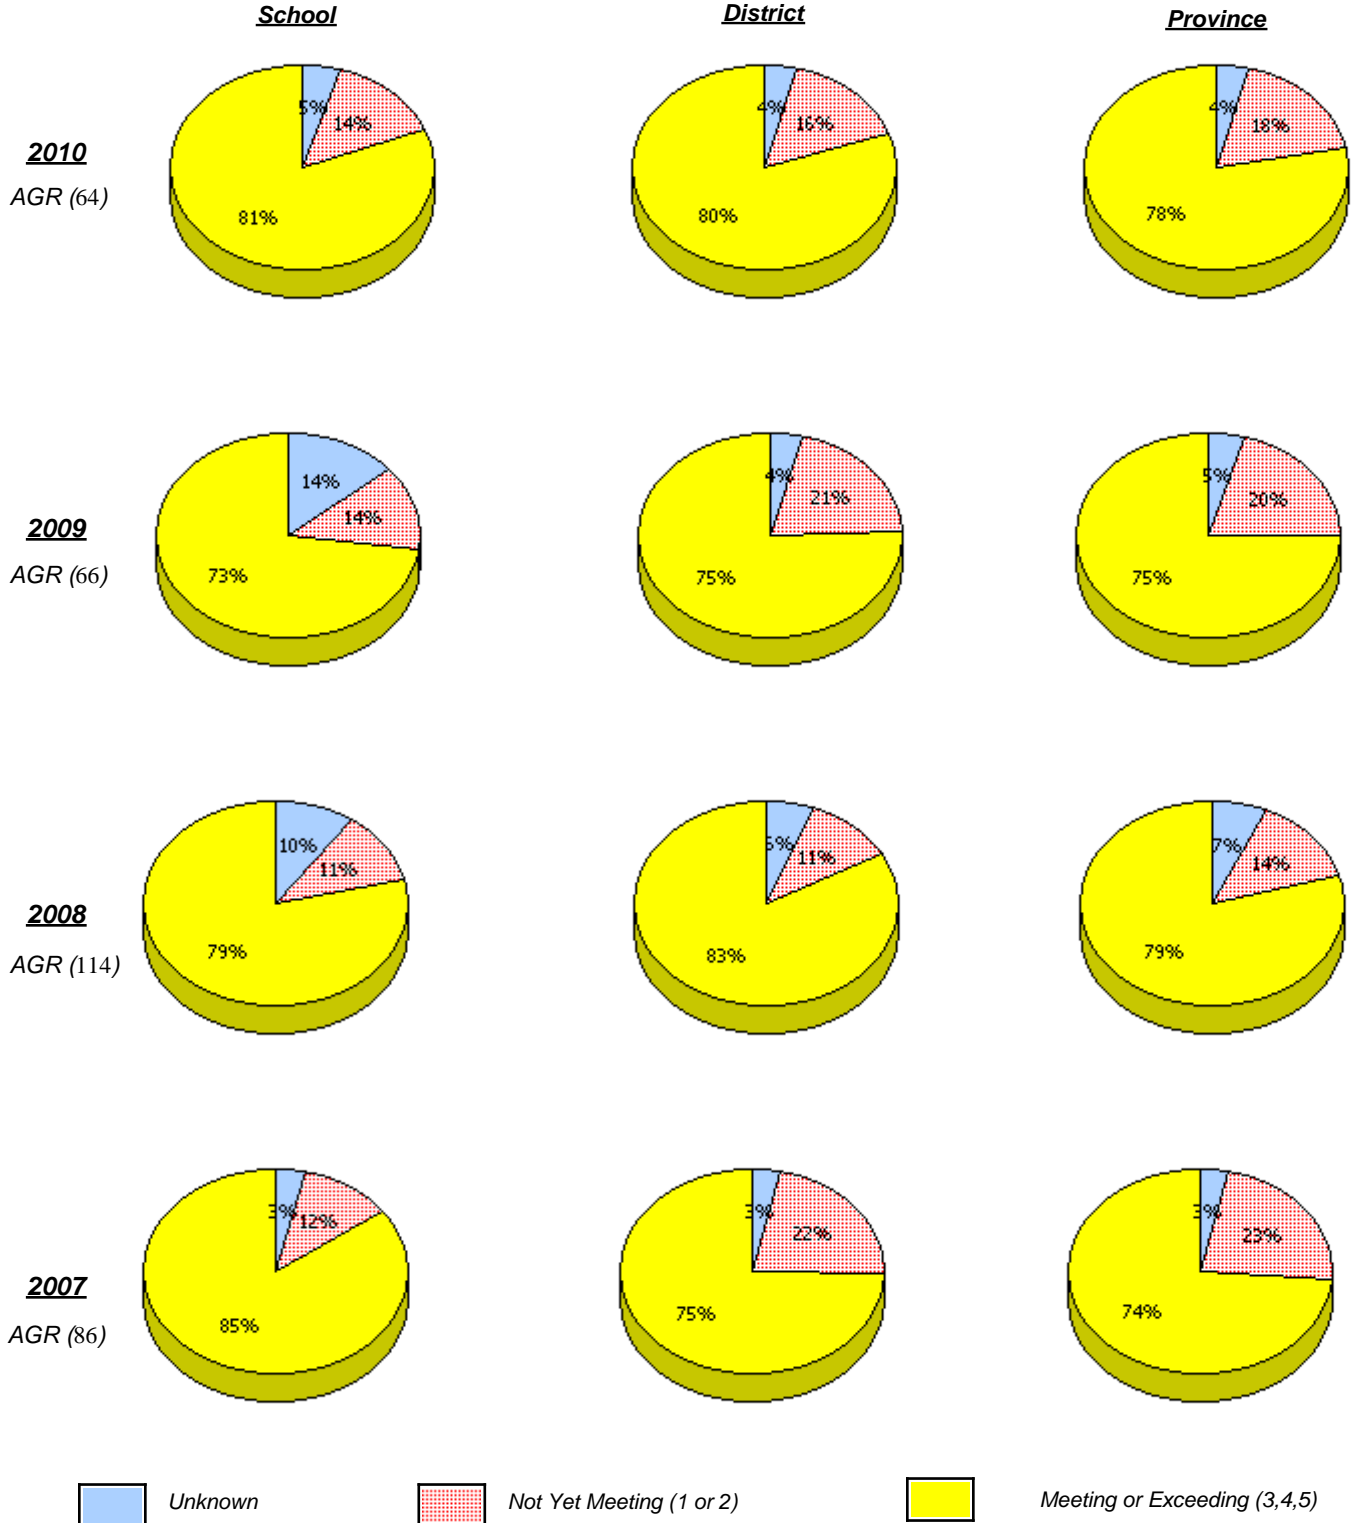 School District Province
2010
AGR (64)
5% 14% 81%
4% 16% 80%
4% 18% 78%
2009
AGR (66)
14% 14% 73%
4% 21% 75%
5% 20% 75%
2008
AGR (114)
10% 11% 79%
5% 11% 83%
7% 14% 79%
2007
AGR (86)
3% 12% 85%
3% 22% 75%
3% 23% 74%
Unknown Not Yet Meeting (1 or 2) Meeting or Exceeding (3,4,5)